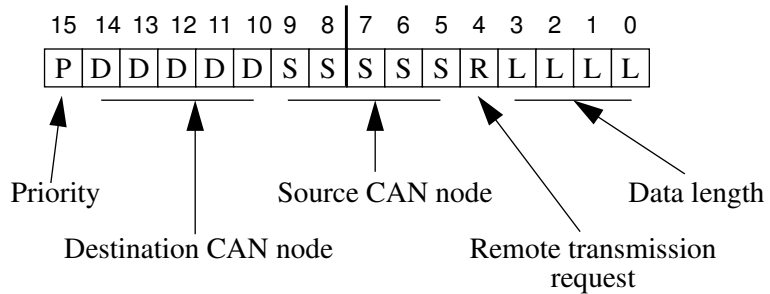 15 14 13 12 11 10 9 8 7 6 5 4 3 2 1 0
P D D D D D S S S S S R L L L L
Priority
Source CAN node
Data length
Destination CAN node
Remote transmission
request